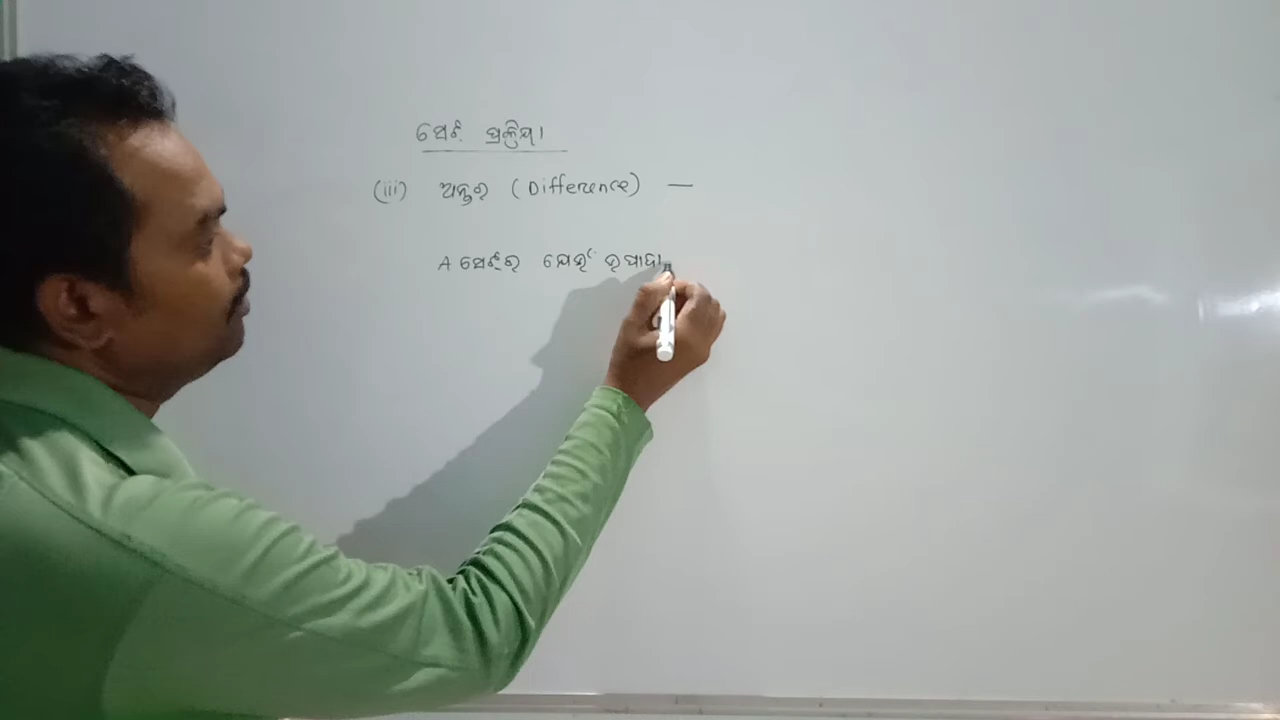 ସେଟ୍ ପ୍ରକ୍ରିୟା
(iii) ଅନ୍ତର (Difference) —
A ସେଟ୍‌ର ଯେଉଁ ଉପାଦା